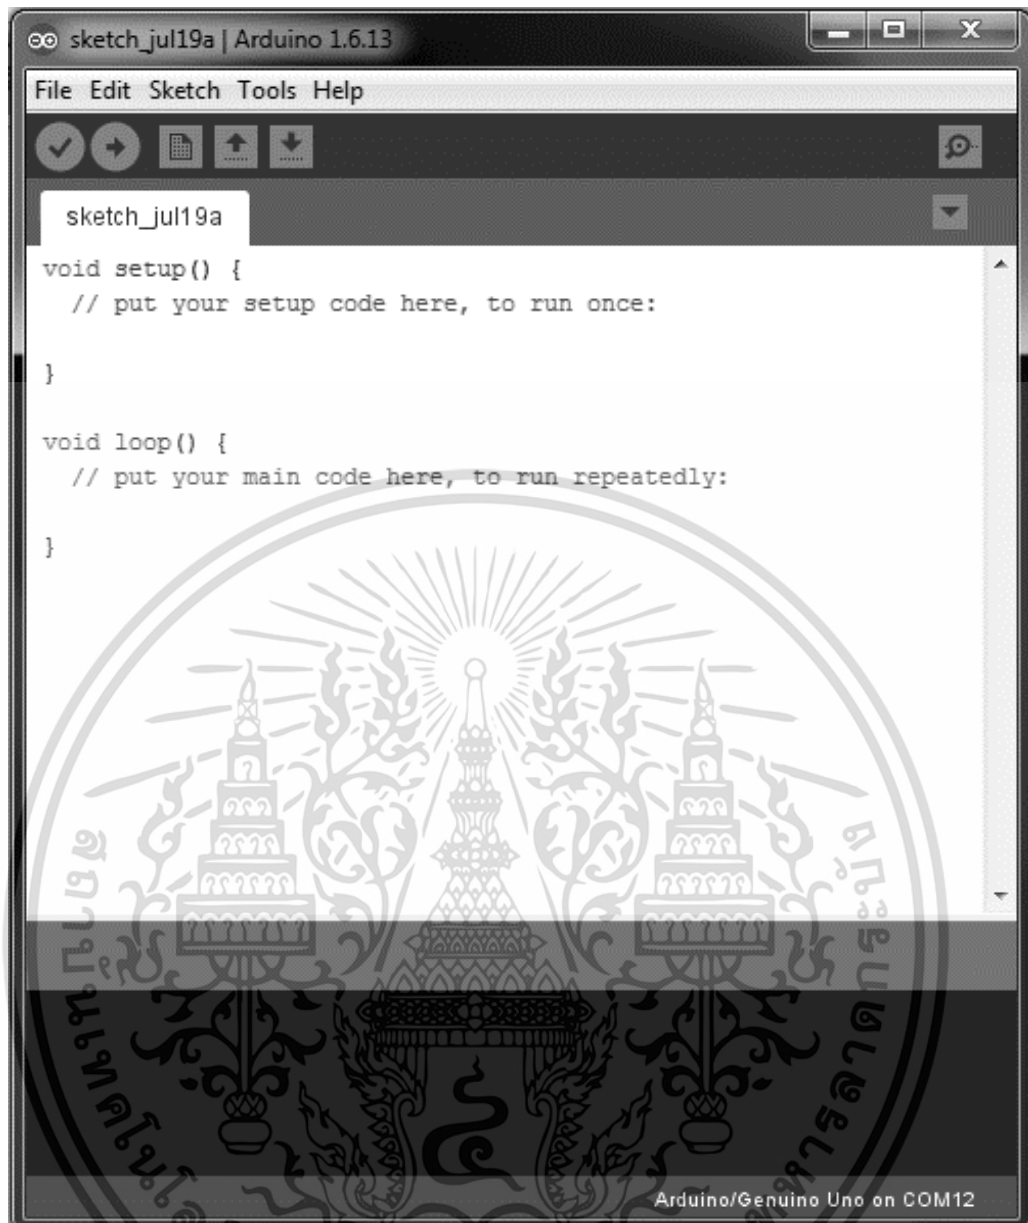 sketch_jul19a | Arduino 1.6.13
File Edit Sketch Tools Help
sketch_jul19a
void setup() {
  // put your setup code here, to run once:
}
void loop() {
  // put your main code here, to run repeatedly:
}
Arduino/Genuino Uno on COM12